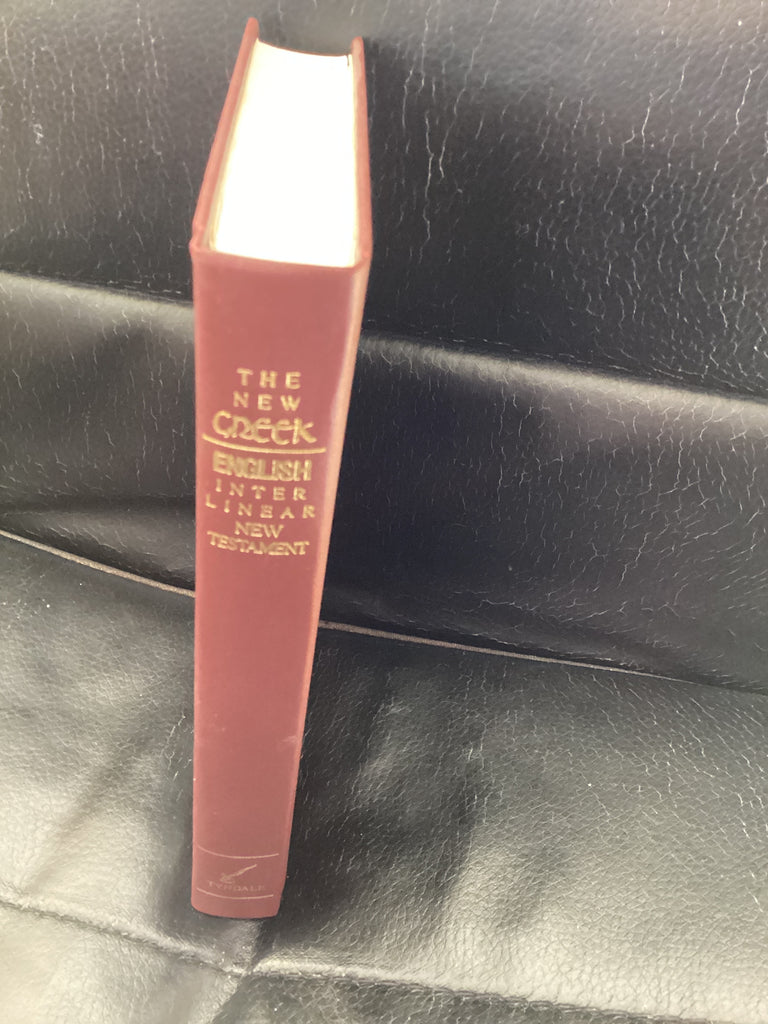 THE
NEW
GREEK
ENGLISH
INTER
LINEAR
NEW
TESTAMENT
TYNDALE